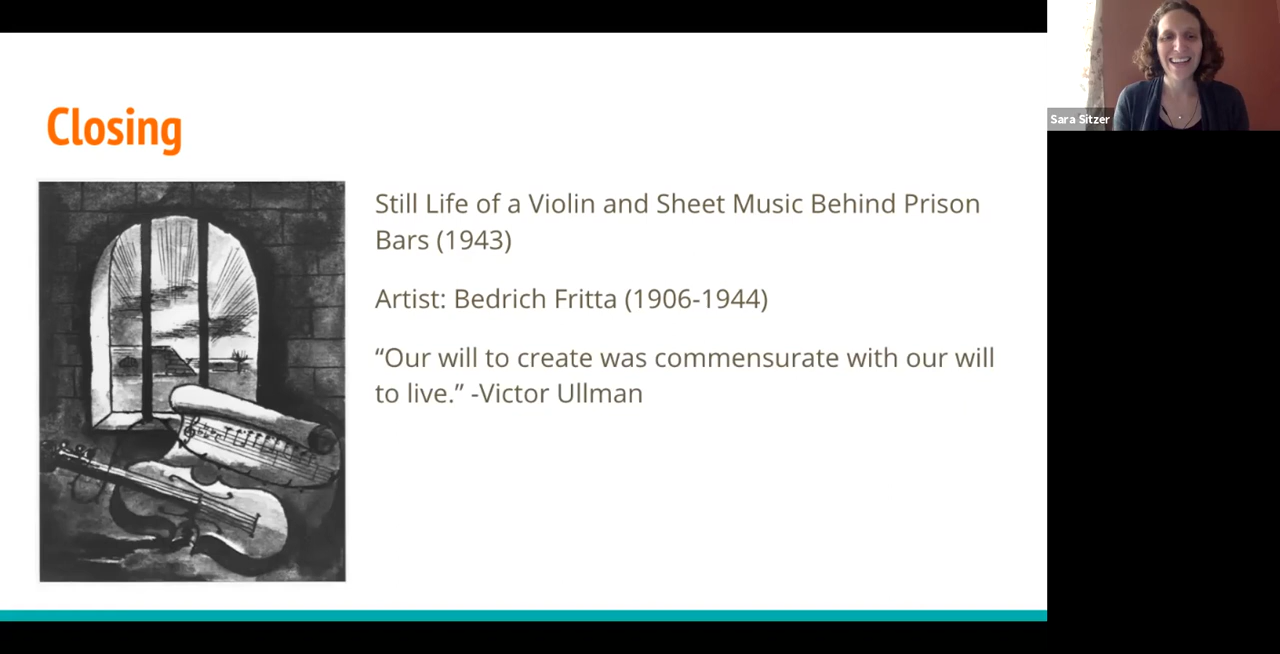 Closing
Still Life of a Violin and Sheet Music Behind Prison
Bars (1943)
Artist: Bedrich Fritta (1906-1944)
“Our will to create was commensurate with our will
to live.” -Victor Ullman
Sara Sitzer